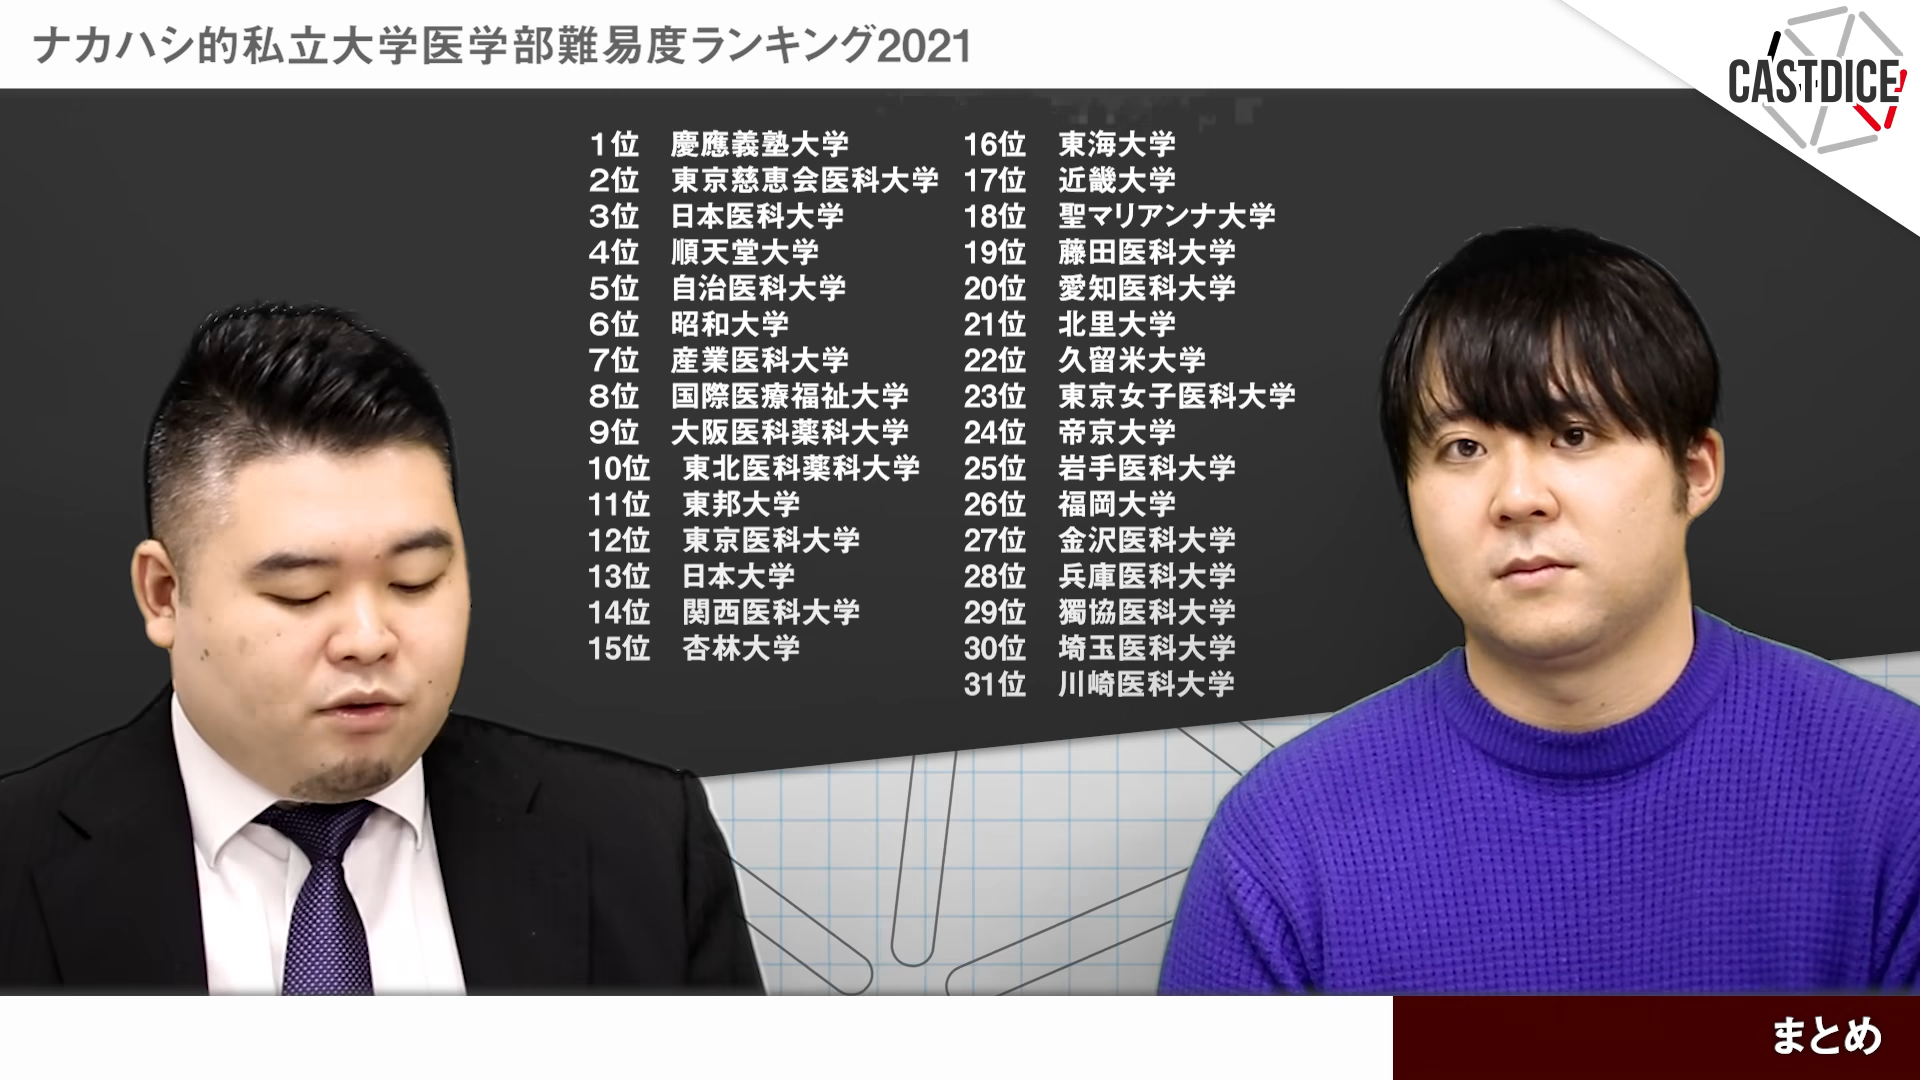 ナカハシ的私立大学医学部難易度ランキング2021
CASTDICE
1位 慶應義塾大学
2位 東京慈恵会医科大学
3位 日本医科大学
4位 順天堂大学
5位 自治医科大学
6位 昭和大学
7位 産業医科大学
8位 国際医療福祉大学
9位 大阪医科薬科大学
10位 東北医科薬科大学
11位 東邦大学
12位 東京医科大学
13位 日本大学
14位 関西医科大学
15位 杏林大学
16位 東海大学
17位 近畿大学
18位 聖マリアンナ大学
19位 藤田医科大学
20位 愛知医科大学
21位 北里大学
22位 久留米大学
23位 東京女子医科大学
24位 帝京大学
25位 岩手医科大学
26位 福岡大学
27位 金沢医科大学
28位 兵庫医科大学
29位 獨協医科大学
30位 埼玉医科大学
31位 川崎医科大学
まとめ